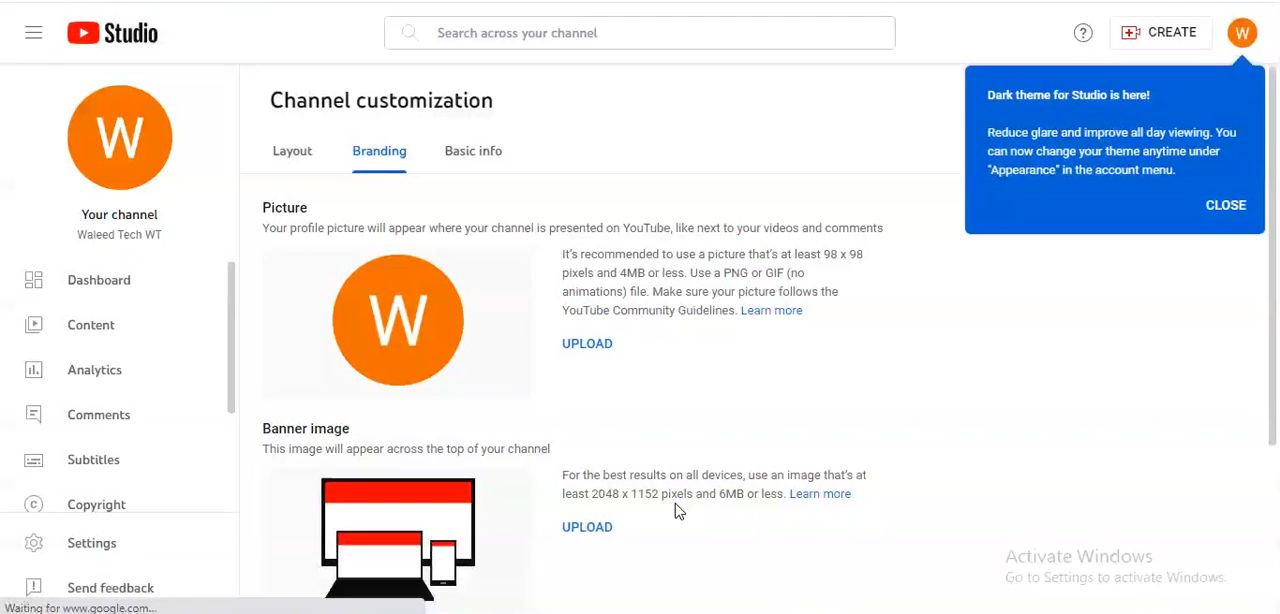 Studio
Search across your channel
?
CREATE
W
Dark theme for Studio is here!
Reduce glare and improve all day viewing. You
can now change your theme anytime under
"Appearance" in the account menu.
CLOSE
W
Your channel
Waleed Tech WT
Dashboard
Content
Analytics
Comments
Subtitles
Copyright
Settings
Send feedback
Channel customization
Layout
Branding
Basic info
Picture
Your profile picture will appear where your channel is presented on YouTube, like next to your videos and comments
W
It's recommended to use a picture that's at least 98 x 98
pixels and 4MB or less. Use a PNG or GIF (no
animations) file. Make sure your picture follows the
YouTube Community Guidelines. Learn more
UPLOAD
Banner image
This image will appear across the top of your channel
For the best results on all devices, use an image that's at
least 2048 x 1152 pixels and 6MB or less. Learn more
UPLOAD
Activate Windows
Go to Settings to activate Windows.
Waiting for www.google.com...